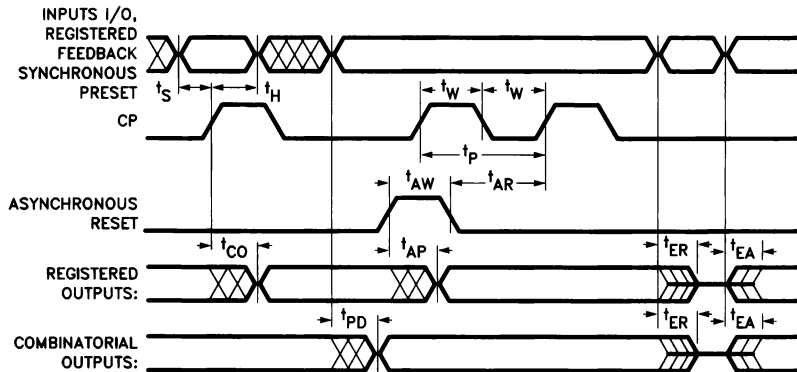 INPUTS I/O,
REGISTERED
FEEDBACK
SYNCHRONOUS
PRESET
tS
tH
CP
tW
tW
tP
tAW
tAR
ASYNCHRONOUS
RESET
tCO
tAP
tER
tEA
REGISTERED
OUTPUTS:
tPD
tER
tEA
COMBINATORIAL
OUTPUTS: